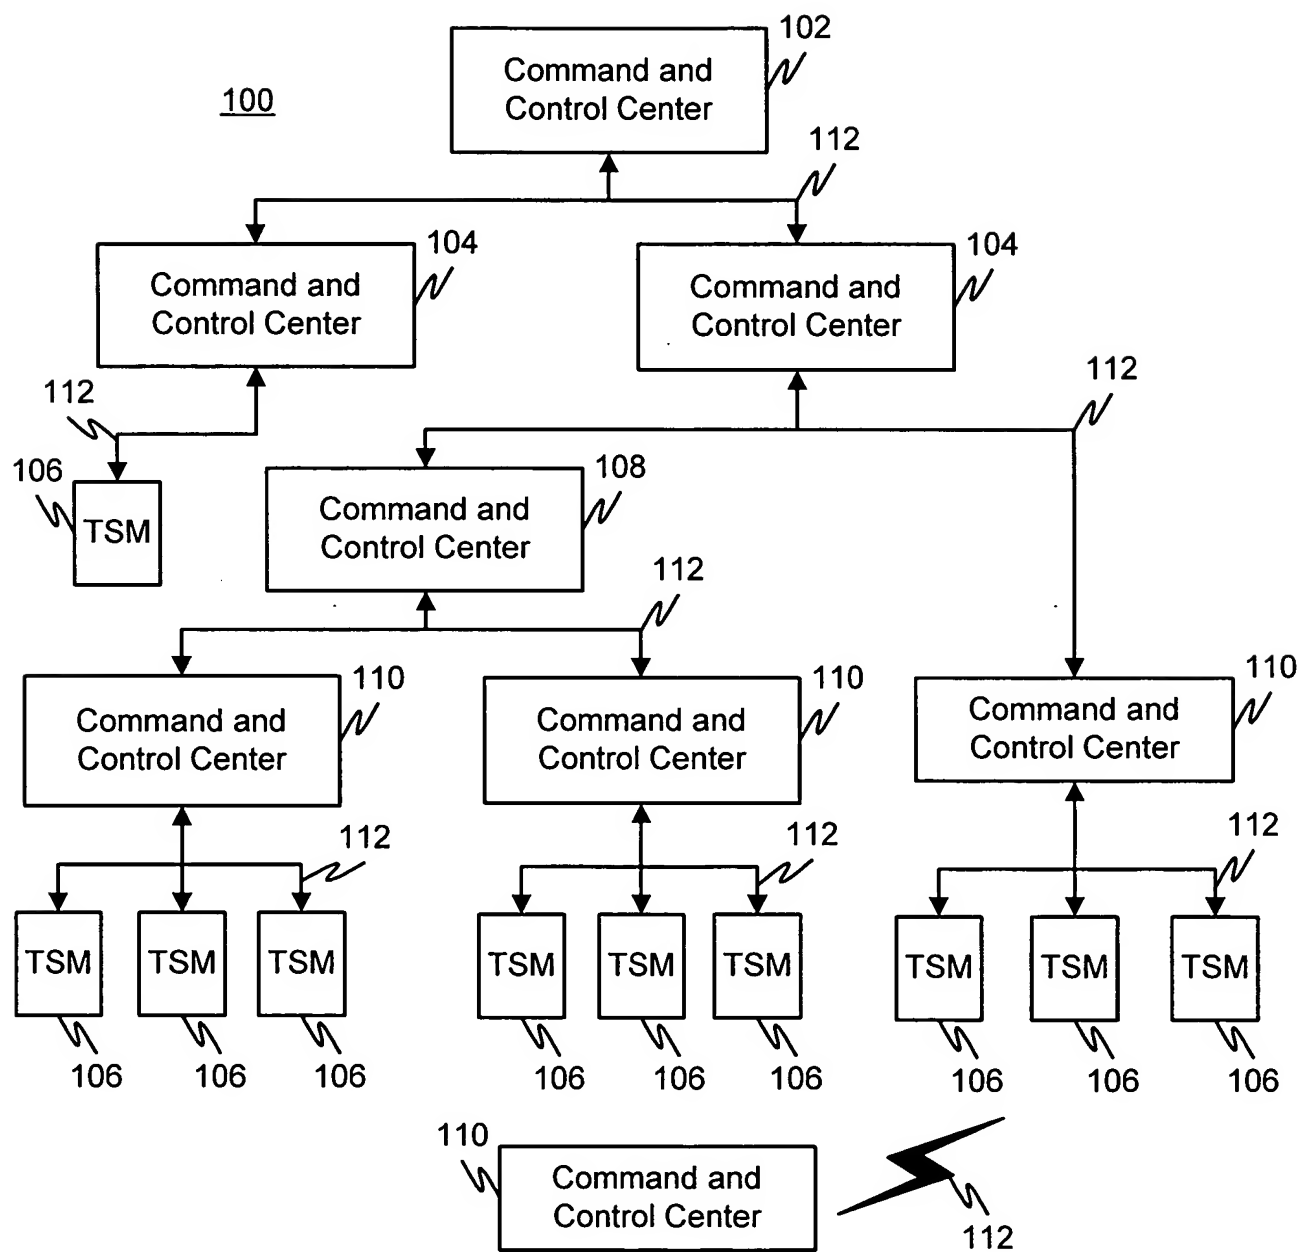 102
Command and
Control Center
100
112
104
Command and
Control Center
104
Command and
Control Center
112
112
106
TSM
108
Command and
Control Center
112
110
Command and
Control Center
110
Command and
Control Center
110
Command and
Control Center
112
112
112
TSM
TSM
TSM
TSM
TSM
TSM
TSM
TSM
TSM
106
106
106
106
106
106
106
106
106
110
Command and
Control Center
112